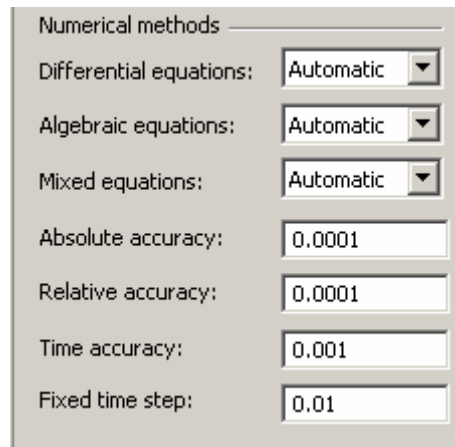 Numerical methods
Differential equations: Automatic
Algebraic equations: Automatic
Mixed equations: Automatic
Absolute accuracy: 0.0001
Relative accuracy: 0.0001
Time accuracy: 0.001
Fixed time step: 0.01